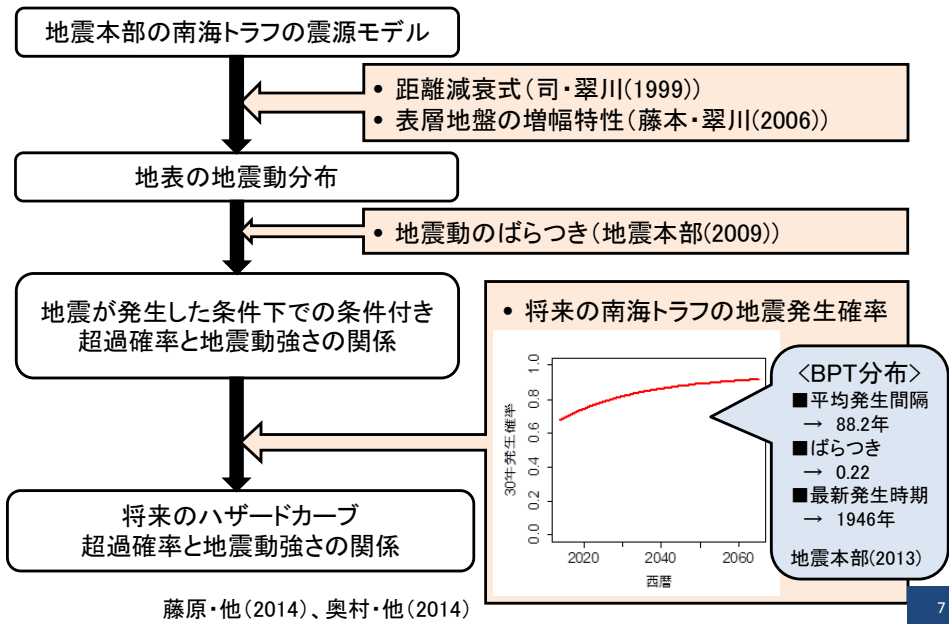 地震本部の南海トラフの震源モデル
• 距離減衰式(司・翠川(1999))
• 表層地盤の増幅特性(藤本・翠川(2006))
地表の地震動分布
• 地震動のばらつき(地震本部(2009))
地震が発生した条件下での条件付き
超過確率と地震動強さの関係
• 将来の南海トラフの地震発生確率
30年発生確率
0.0 0.2 0.4 0.6 0.8 1.0
2020 2040 2060
西暦
<BPT分布>
■平均発生間隔
→ 88.2年
■ばらつき
→ 0.22
■最新発生時期
→ 1946年
地震本部(2013)
将来のハザードカーブ
超過確率と地震動強さの関係
藤原・他(2014)、奥村・他(2014)
7